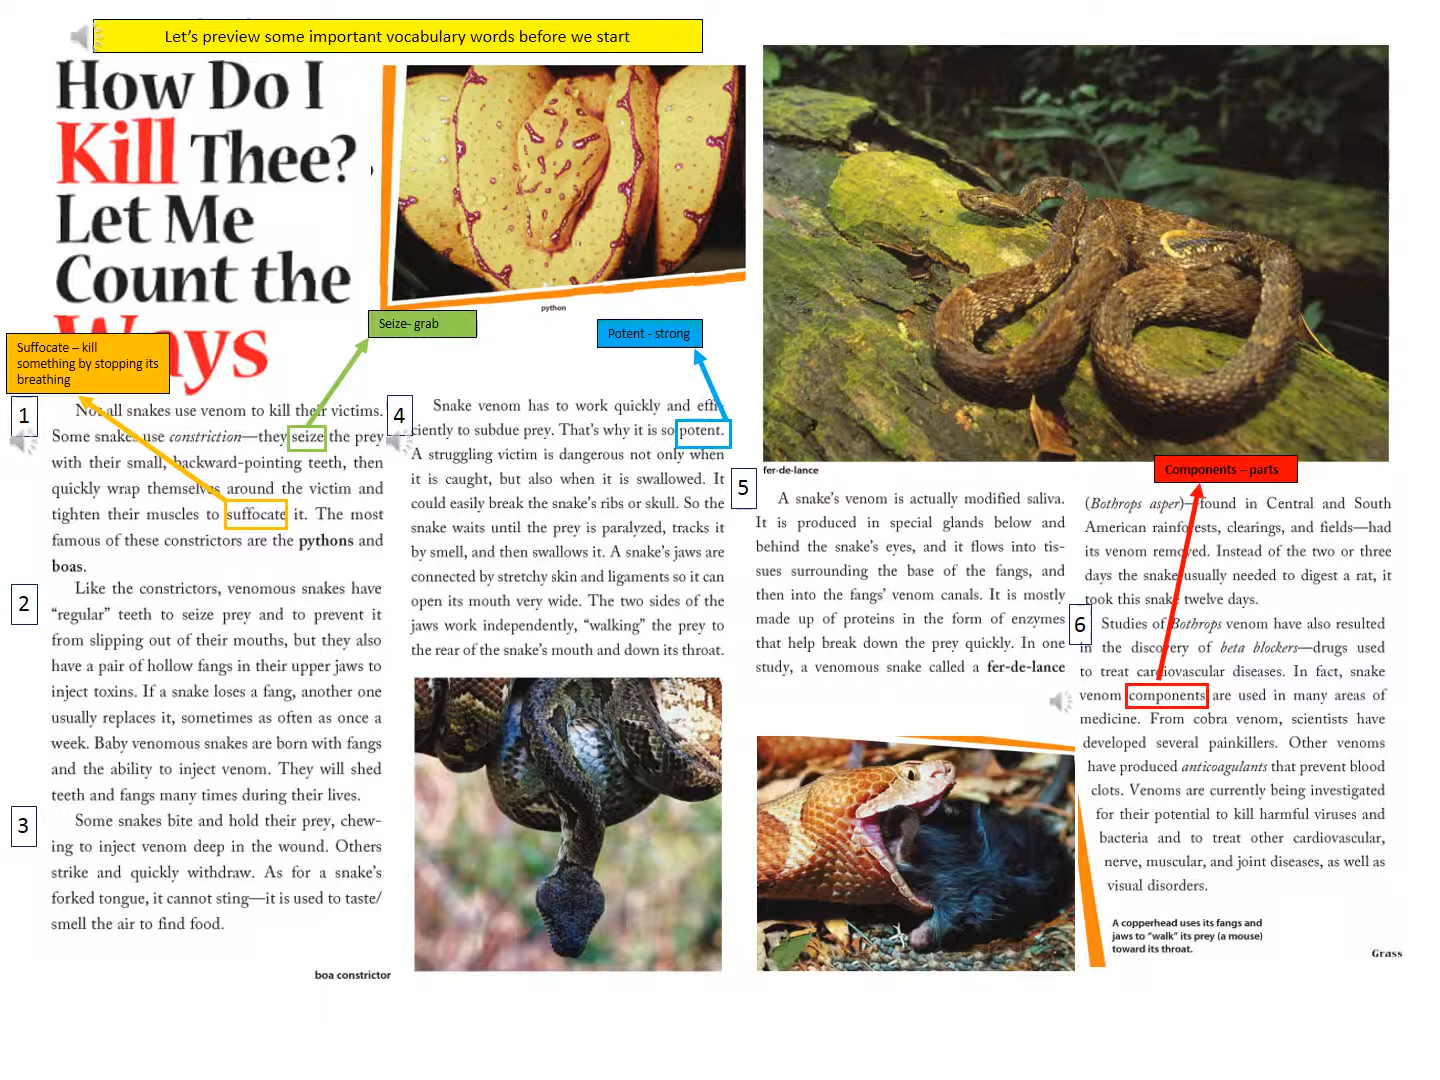 Let's preview some important vocabulary words before we start
How Do I
Kill Thee?
Let Me
Count the
Ways
python
Seize- grab
Potent - strong
Suffocate – kill
something by stopping its
breathing
1
Not all snakes use venom to kill their victims.
Some snakes use constriction—they seize the prey
with their small, backward-pointing teeth, then
quickly wrap themselves around the victim and
tighten their muscles to suffocate it. The most
famous of these constrictors are the pythons and
boas.
2
Like the constrictors, venomous snakes have
“regular” teeth to seize prey and to prevent it
from slipping out of their mouths, but they also
have a pair of hollow fangs in their upper jaws to
inject toxins. If a snake loses a fang, another one
usually replaces it, sometimes as often as once a
week. Baby venomous snakes are born with fangs
and the ability to inject venom. They will shed
teeth and fangs many times during their lives.
3
Some snakes bite and hold their prey, chew-
ing to inject venom deep in the wound. Others
strike and quickly withdraw. As for a snake's
forked tongue, it cannot sting—it is used to taste/
smell the air to find food.
boa constrictor
4
Snake venom has to work quickly and effi-
ciently to subdue prey. That's why it is so potent.
A struggling victim is dangerous not only when
it is caught, but also when it is swallowed. It
could easily break the snake's ribs or skull. So the
snake waits until the prey is paralyzed, tracks it
by smell, and then swallows it. A snake's jaws are
connected by stretchy skin and ligaments so it can
open its mouth very wide. The two sides of the
jaws work independently, “walking” the prey to
the rear of the snake's mouth and down its throat.
fer-de-lance
5
A snake's venom is actually modified saliva.
It is produced in special glands below and
behind the snake's eyes, and it flows into tis-
sues surrounding the base of the fangs, and
then into the fangs' venom canals. It is mostly
made up of proteins in the form of enzymes
that help break down the prey quickly. In one
study, a venomous snake called a fer-de-lance
Components – parts
(Bothrops asper)—found in Central and South
American rainforests, clearings, and fields—had
its venom removed. Instead of the two or three
days the snake usually needed to digest a rat, it
took this snake twelve days.
6
Studies of Bothrops venom have also resulted
in the discovery of beta blockers—drugs used
to treat cardiovascular diseases. In fact, snake
venom components are used in many areas of
medicine. From cobra venom, scientists have
developed several painkillers. Other venoms
have produced anticoagulants that prevent blood
clots. Venoms are currently being investigated
for their potential to kill harmful viruses and
bacteria and to treat other cardiovascular,
nerve, muscular, and joint diseases, as well as
visual disorders.
A copperhead uses its fangs and
jaws to “walk” its prey (a mouse)
toward its throat.
Grass